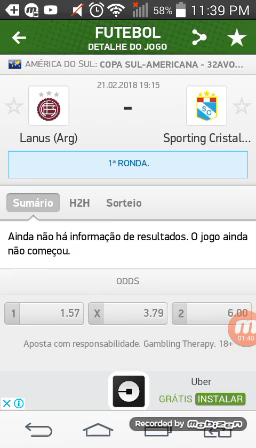 58% 11:39 PM
FUTEBOL
DETALHE DO JOGO
AMÉRICA DO SUL: COPA SUL-AMERICANA - 32AVO...
21.02.2018 19:15
-
Lanus (Arg) Sporting Cristal...
1ª RONDA.
Sumário H2H Sorteio
Ainda não há informação de resultados. O jogo ainda
não começou.
ODDS
1 1.57 X 3.79 2 6.00
01:40
Aposta com responsabilidade. Gambling Therapy. 18+
Uber
GRÁTIS INSTALAR
Recorded by Mobizen